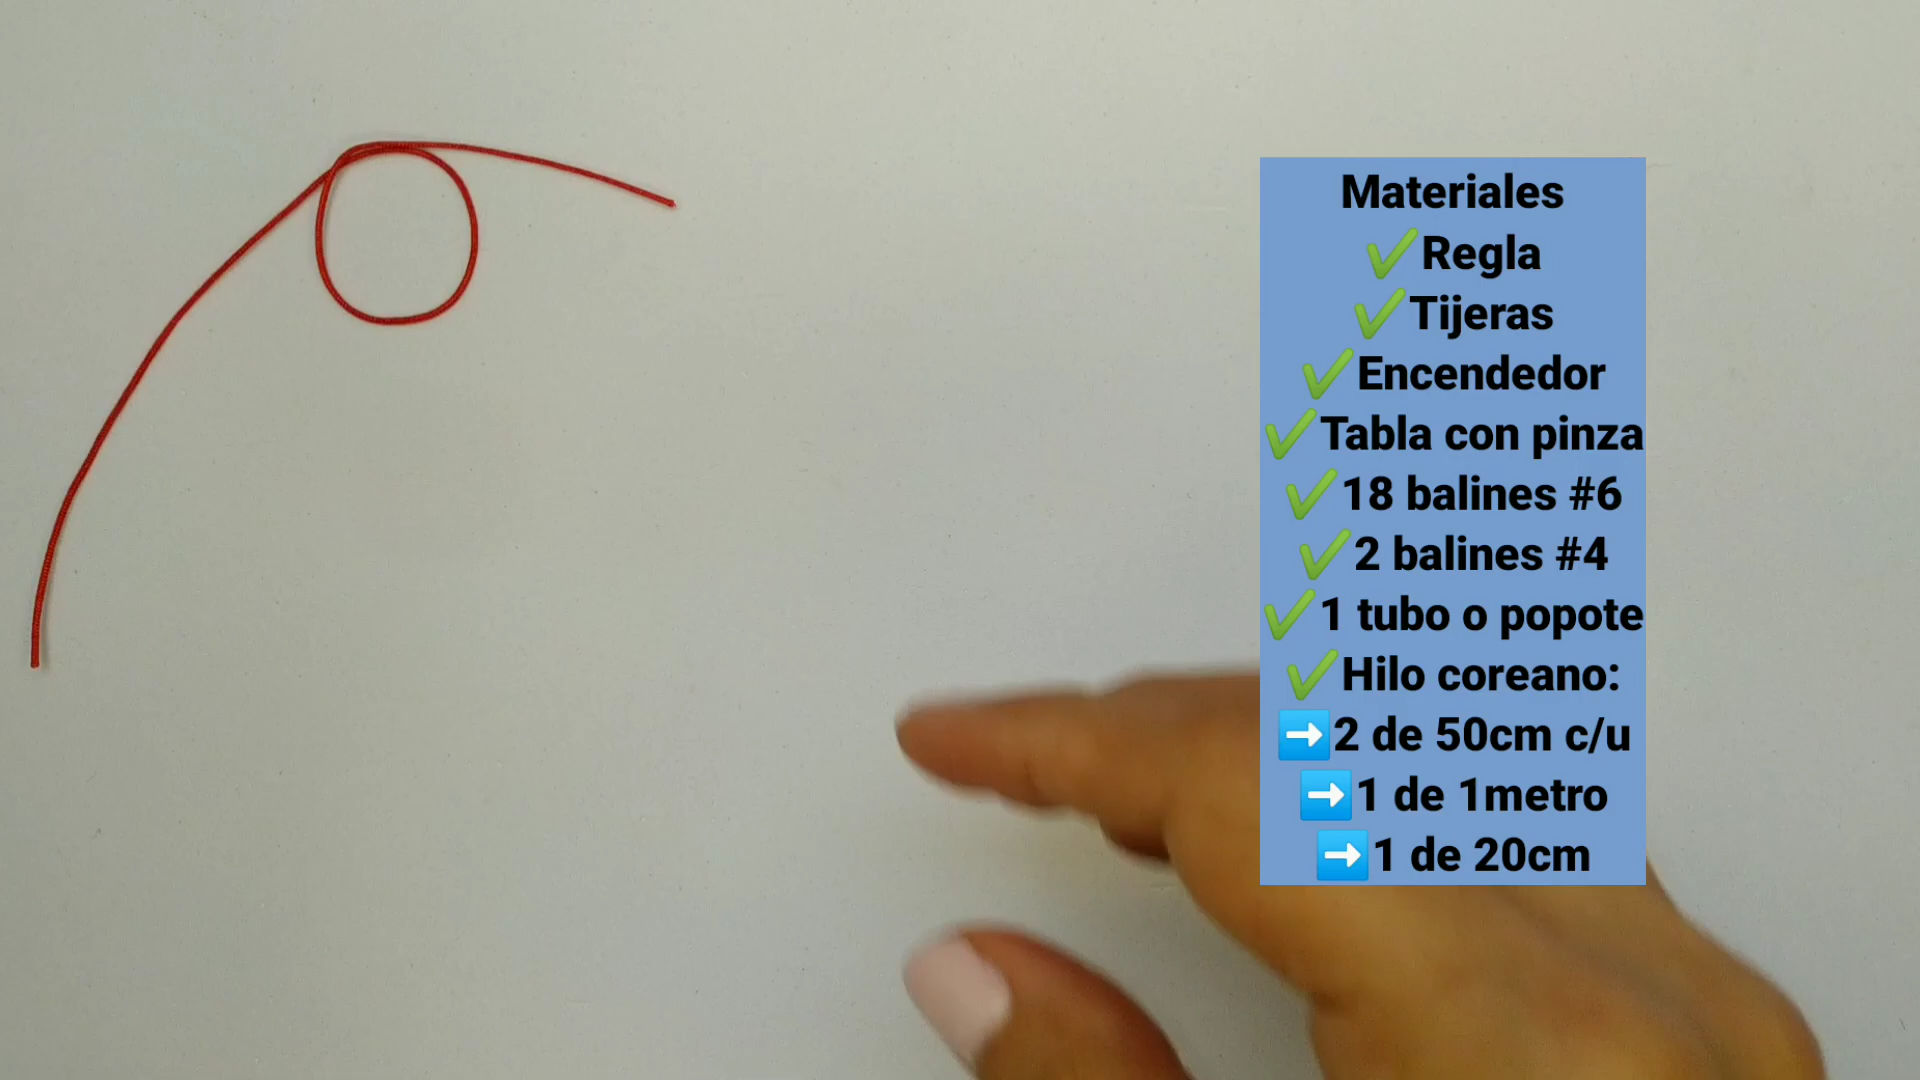 Materiales
✅Regla
✅Tijeras
✅Encendedor
✅Tabla con pinza
✅18 balines #6
✅2 balines #4
✅1 tubo o popote
✅Hilo coreano:
➡️2 de 50cm c/u
➡️1 de 1metro
➡️1 de 20cm